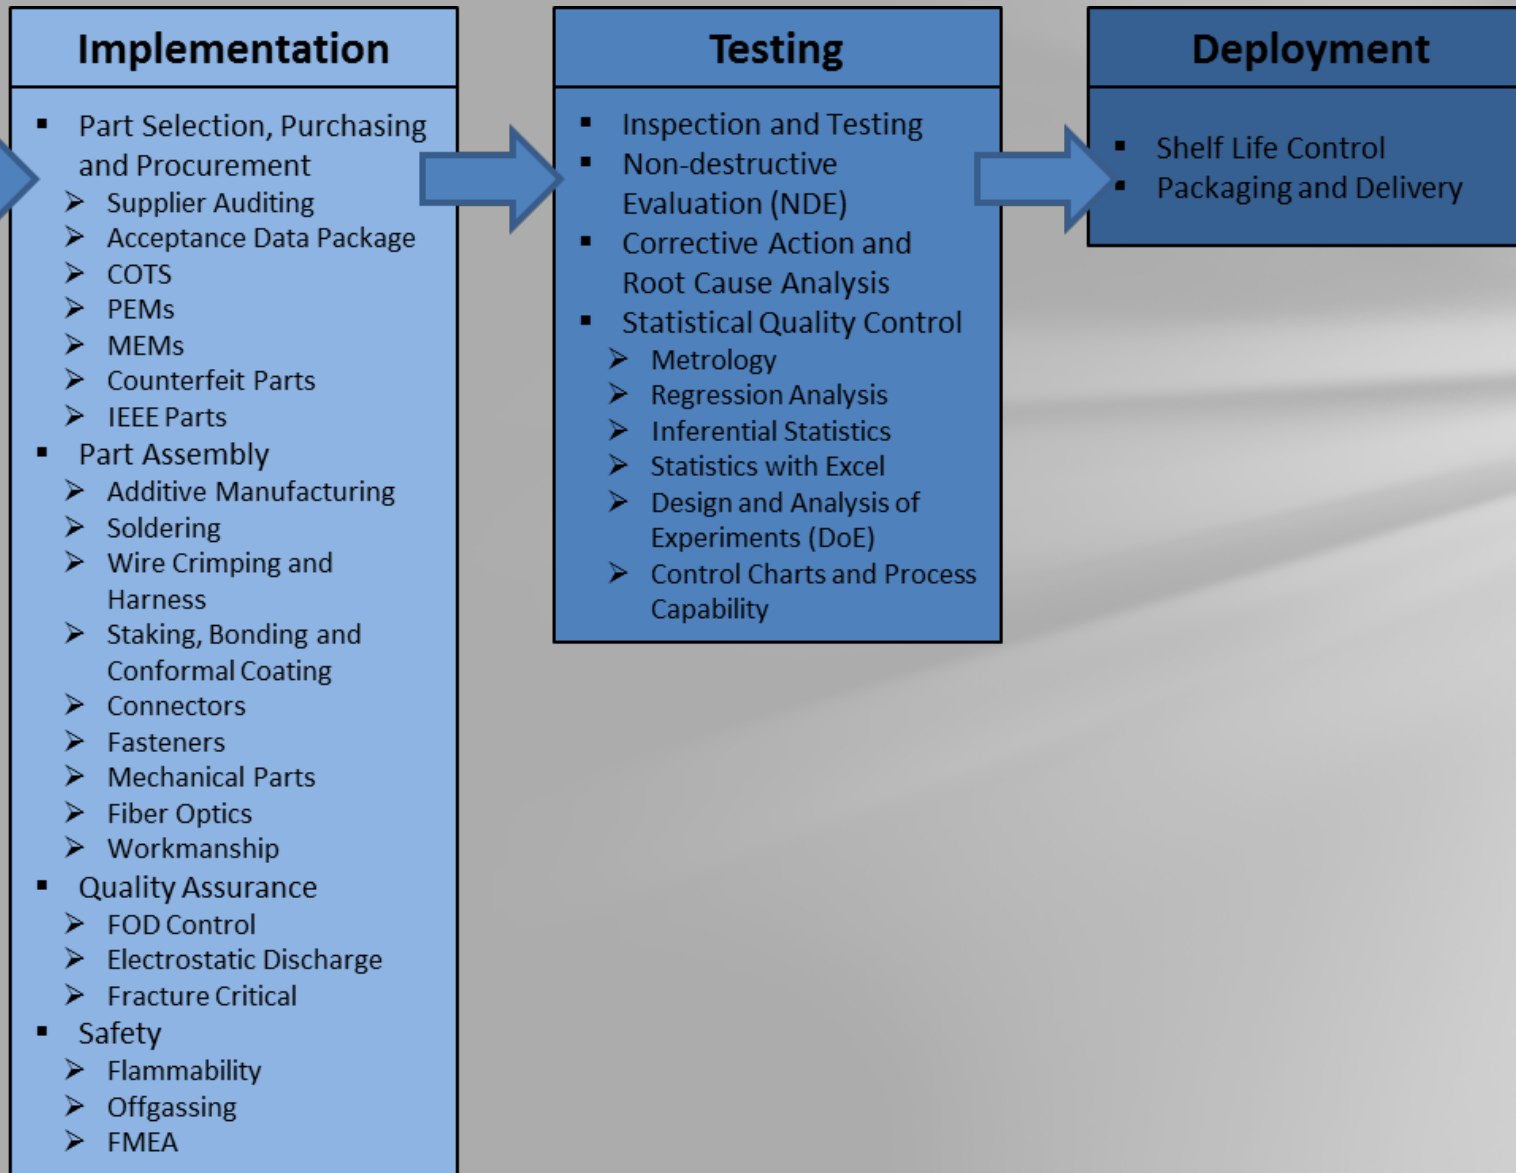 Implementation
Part Selection, Purchasing
and Procurement
Supplier Auditing
Acceptance Data Package
COTS
PEMs
MEMs
Counterfeit Parts
IEEE Parts
Part Assembly
Additive Manufacturing
Soldering
Wire Crimping and
Harness
Staking, Bonding and
Conformal Coating
Connectors
Fasteners
Mechanical Parts
Fiber Optics
Workmanship
Quality Assurance
FOD Control
Electrostatic Discharge
Fracture Critical
Safety
Flammability
Offgassing
FMEA
Testing
Inspection and Testing
Non-destructive
Evaluation (NDE)
Corrective Action and
Root Cause Analysis
Statistical Quality Control
Metrology
Regression Analysis
Inferential Statistics
Statistics with Excel
Design and Analysis of
Experiments (DoE)
Control Charts and Process
Capability
Deployment
Shelf Life Control
Packaging and Delivery